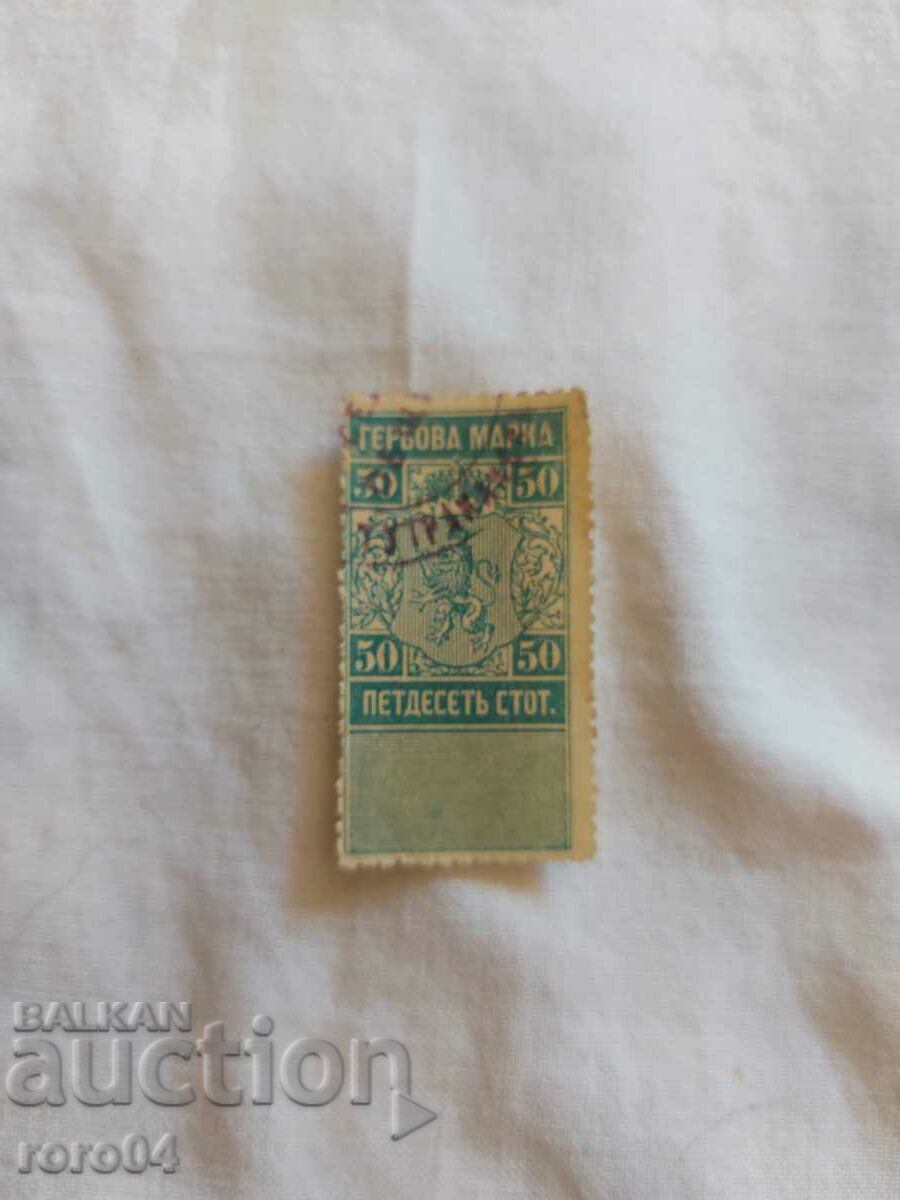 ГЕРБОВА МАРКА
50 50
50 50
ПЕТДЕСЕТЬ СТОТ.
BALKAN
auction
roro04